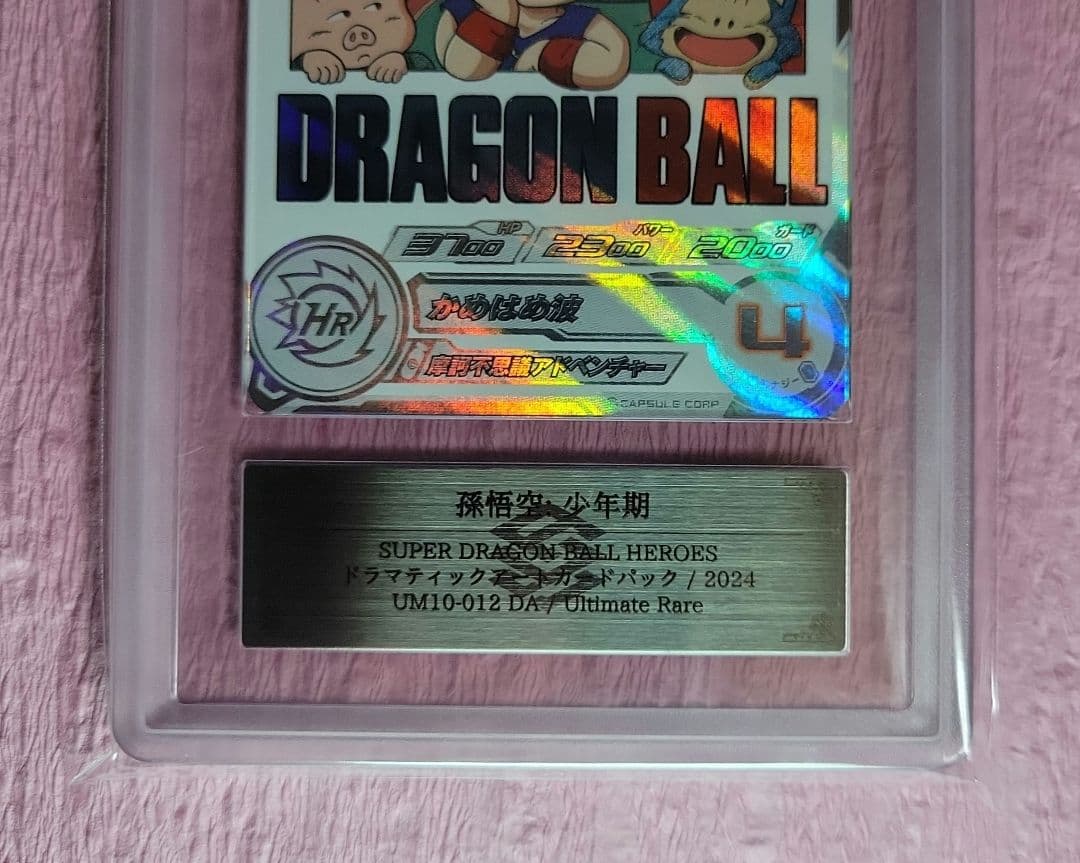 DRAGON BALL
HP 3700 パワー 2300 ガード 2000
HR
かめはめ波
4
摩訶不思議アドベンチャー
©CAPSULE CORP
孫悟空:少年期
SUPER DRAGON BALL HEROES
ドラマティックアートカードパック / 2024
UM10-012 DA / Ultimate Rare